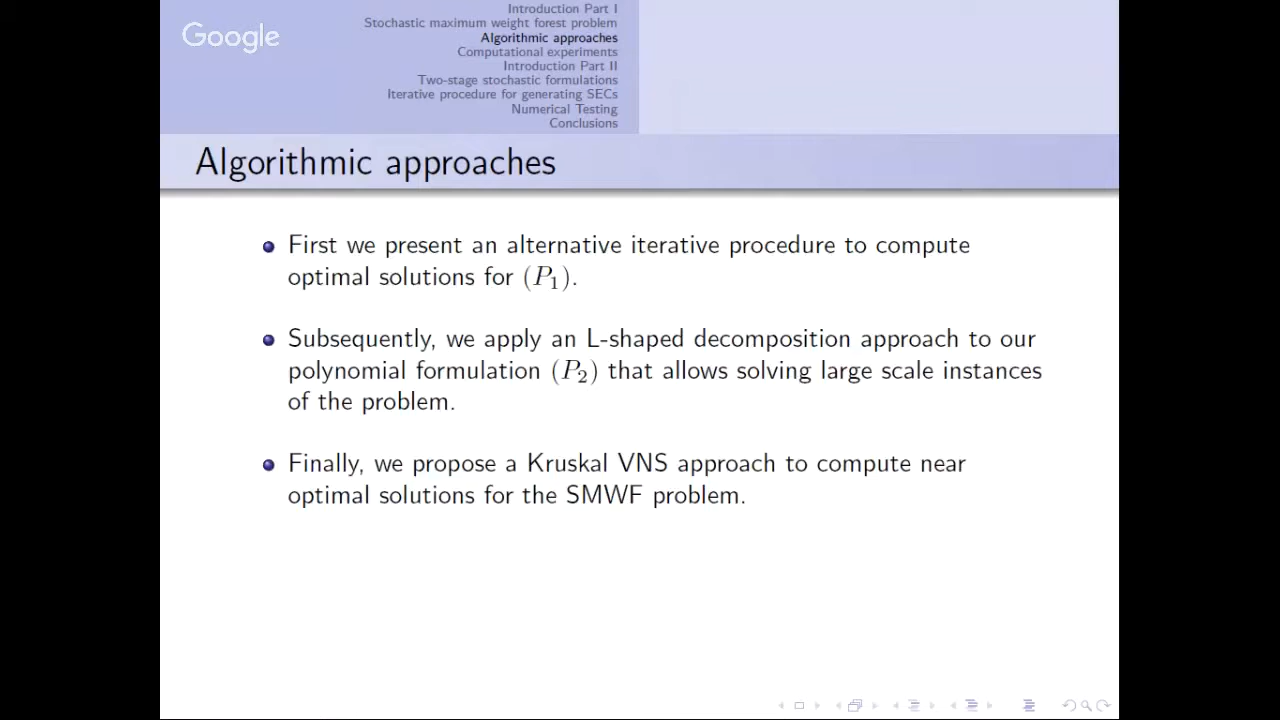 Google
Introduction Part I
Stochastic maximum weight forest problem
Algorithmic approaches
Computational experiments
Introduction Part II
Two-stage stochastic formulations
Iterative procedure for generating SECs
Numerical Testing
Conclusions
Algorithmic approaches
First we present an alternative iterative procedure to compute
optimal solutions for (P₁).
Subsequently, we apply an L-shaped decomposition approach to our
polynomial formulation (P₂) that allows solving large scale instances
of the problem.
Finally, we propose a Kruskal VNS approach to compute near
optimal solutions for the SMWF problem.